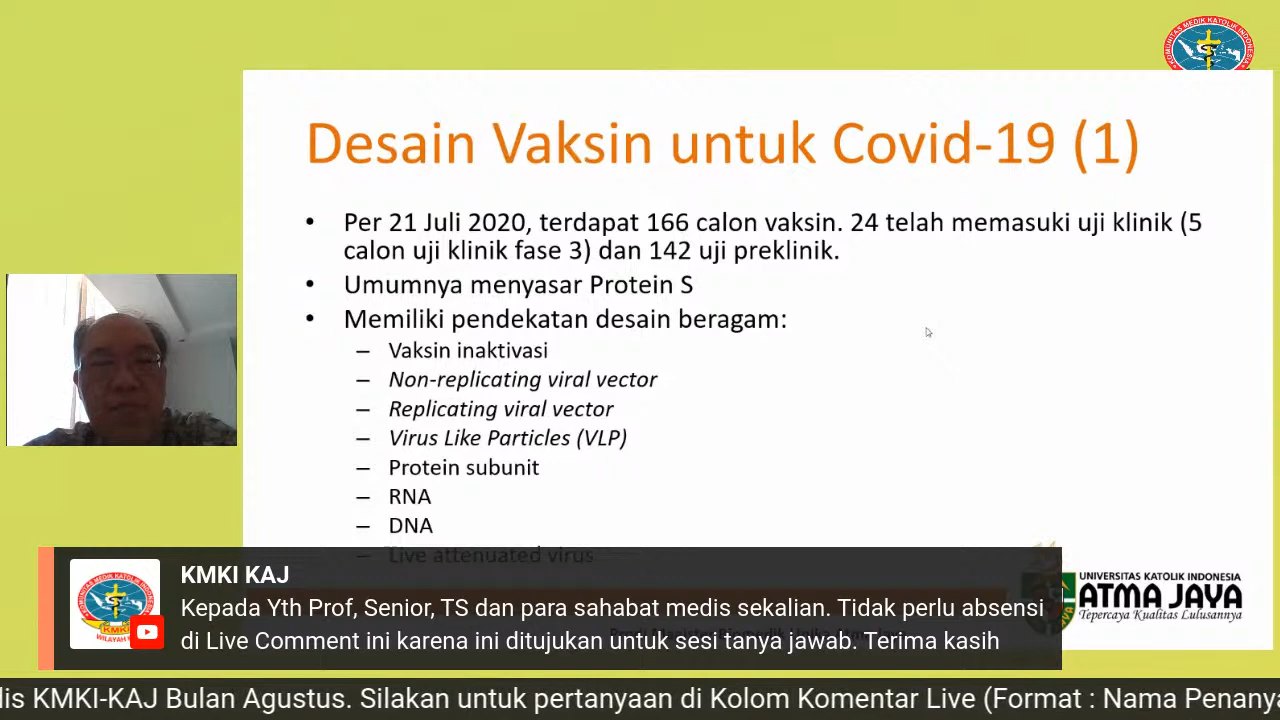 KOMUNITAS MEDIK KATOLIK INDONESIA
Desain Vaksin untuk Covid-19 (1)
• Per 21 Juli 2020, terdapat 166 calon vaksin. 24 telah memasuki uji klinik (5
calon uji klinik fase 3) dan 142 uji preklinik.
• Umumnya menyasar Protein S
• Memiliki pendekatan desain beragam:
– Vaksin inaktivasi
– Non-replicating viral vector
– Replicating viral vector
– Virus Like Particles (VLP)
– Protein subunit
– RNA
– DNA
– Live attenuated virus
UNIVERSITAS KATOLIK INDONESIA
ATMA JAYA
Tepercaya Kualitas Lulusannya
KMKI KAJ
Kepada Yth Prof, Senior, TS dan para sahabat medis sekalian. Tidak perlu absensi
di Live Comment ini karena ini ditujukan untuk sesi tanya jawab. Terima kasih
lis KMKI-KAJ Bulan Agustus. Silakan untuk pertanyaan di Kolom Komentar Live (Format : Nama Penanya